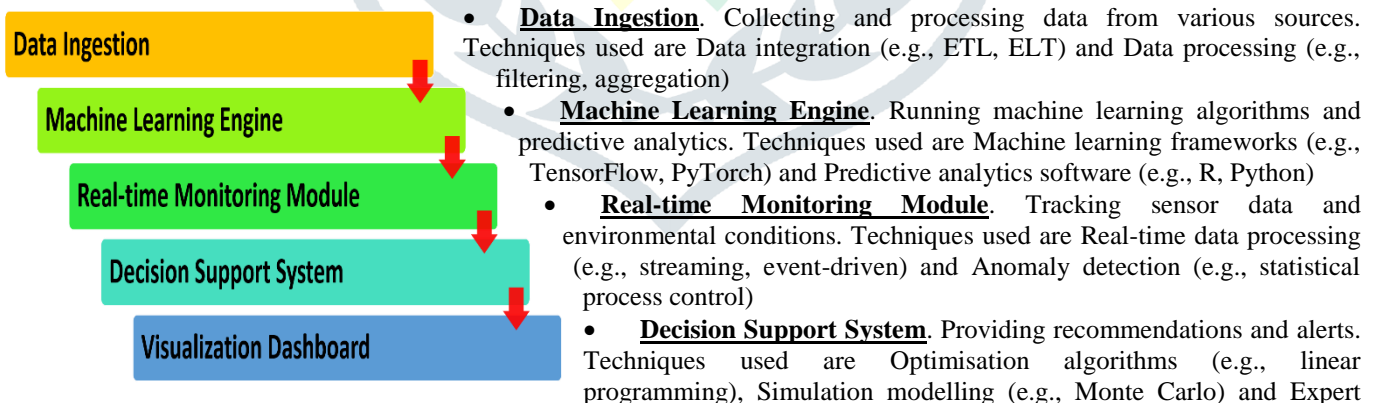 Data Ingestion
Machine Learning Engine
Real-time Monitoring Module
Decision Support System
Visualization Dashboard
• Data Ingestion. Collecting and processing data from various sources.
Techniques used are Data integration (e.g., ETL, ELT) and Data processing (e.g.,
filtering, aggregation)
• Machine Learning Engine. Running machine learning algorithms and
predictive analytics. Techniques used are Machine learning frameworks (e.g.,
TensorFlow, PyTorch) and Predictive analytics software (e.g., R, Python)
• Real-time Monitoring Module. Tracking sensor data and
environmental conditions. Techniques used are Real-time data processing
(e.g., streaming, event-driven) and Anomaly detection (e.g., statistical
process control)
• Decision Support System. Providing recommendations and alerts.
Techniques used are Optimisation algorithms (e.g., linear
programming), Simulation modelling (e.g., Monte Carlo) and Expert